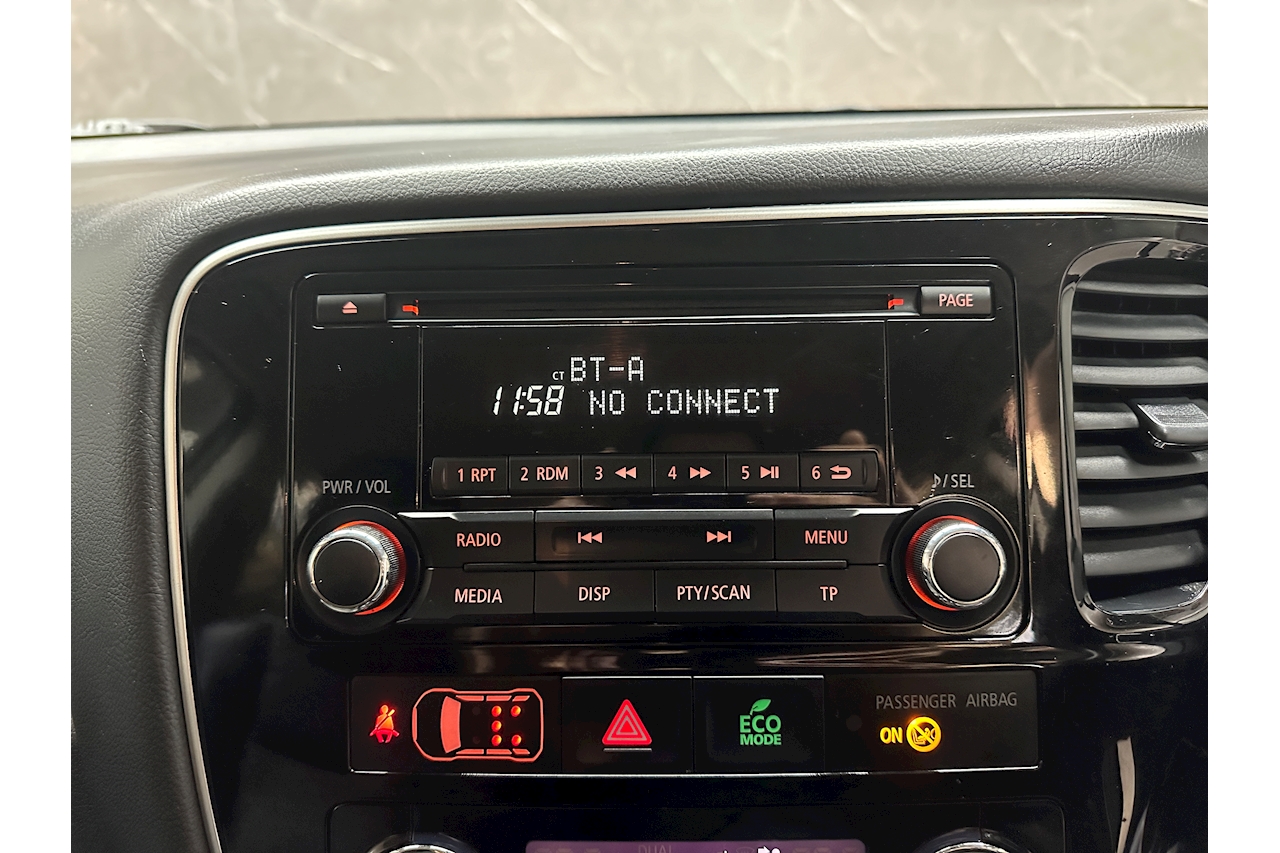 PAGE
CT BT-A
11:58 NO CONNECT
1 RPT 2 RDM 3 4 5 6
PWR / VOL
/ SEL
RADIO MENU
MEDIA DISP PTY/SCAN TP
PASSENGER AIRBAG
ECO
MODE
ON
DUAL